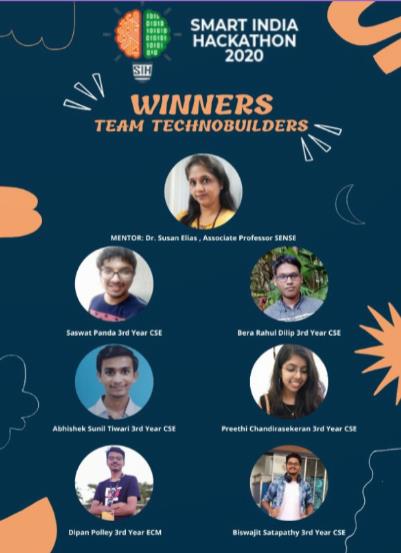 SMART INDIA
HACKATHON
2020
SIH
WINNERS
TEAM TECHNOBUILDERS
MENTOR: Dr. Susan Elias , Associate Professor SENSE
Saswat Panda 3rd Year CSE
Bera Rahul Dilip 3rd Year CSE
Abhishek Sunil Tiwari 3rd Year CSE
Preethi Chandirasekeran 3rd Year CSE
Dipan Polley 3rd Year ECM
Biswajit Satapathy 3rd Year CSE